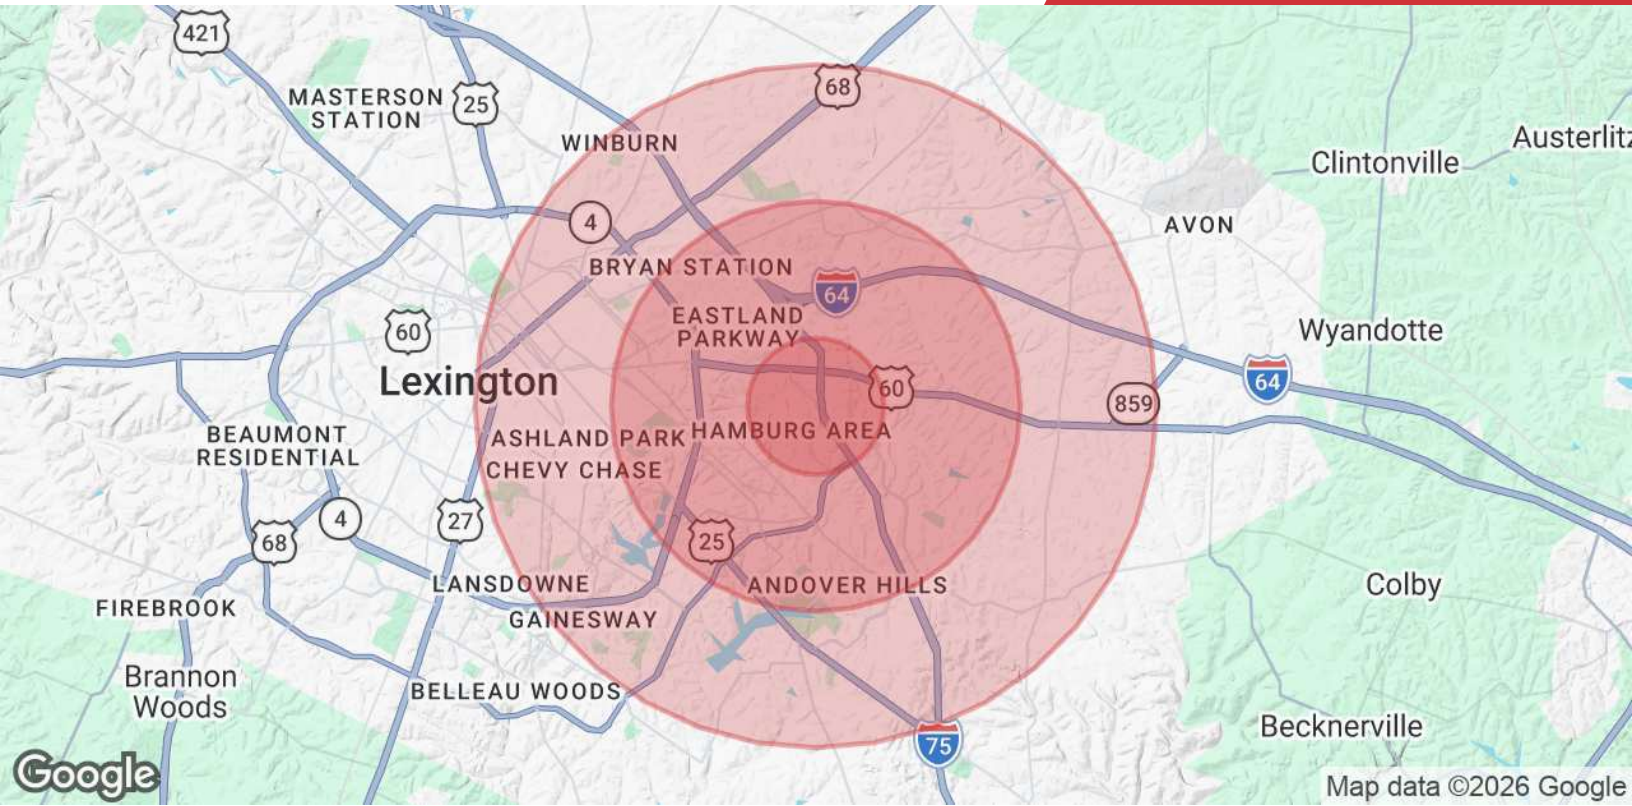 421
MASTERSON
STATION
25
68
WINBURN
Austerlitz
Clintonville
4
AVON
BRYAN STATION
64
EASTLAND
PARKWAY
60
Wyandotte
Lexington
60
64
859
BEAUMONT
RESIDENTIAL
ASHLAND PARK
HAMBURG AREA
CHEVY CHASE
4
27
68
25
LANSDOWNE
ANDOVER HILLS
Colby
FIREBROOK
GAINESWAY
Brannon
Woods
BELLEAU WOODS
Becknerville
75
Google
Map data ©2026 Google